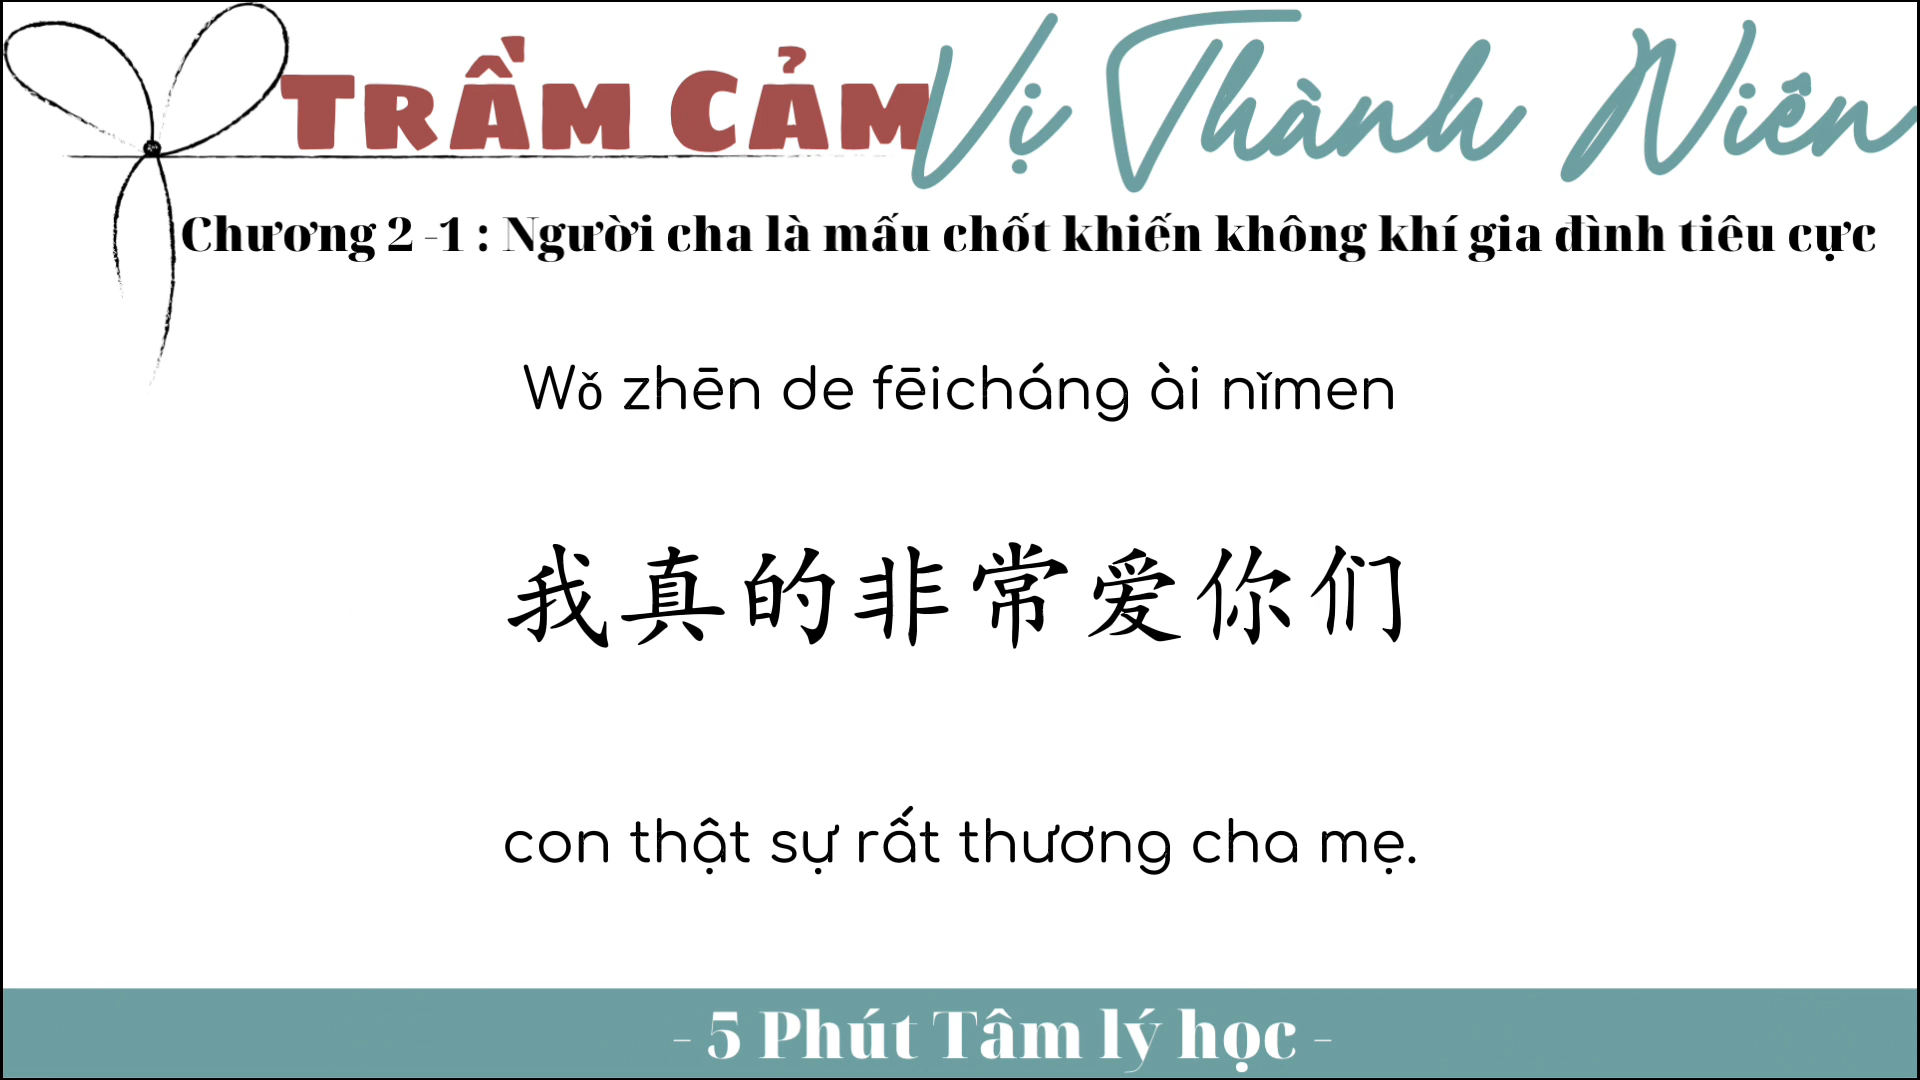 Trầm Cảm Vị Thành Niên
Chương 2 -1 : Người cha là mấu chốt khiến không khí gia đình tiêu cực
Wǒ zhēn de fēicháng ài nǐmen
我真的非常爱你们
con thật sự rất thương cha mẹ.
- 5 Phút Tâm lý học -